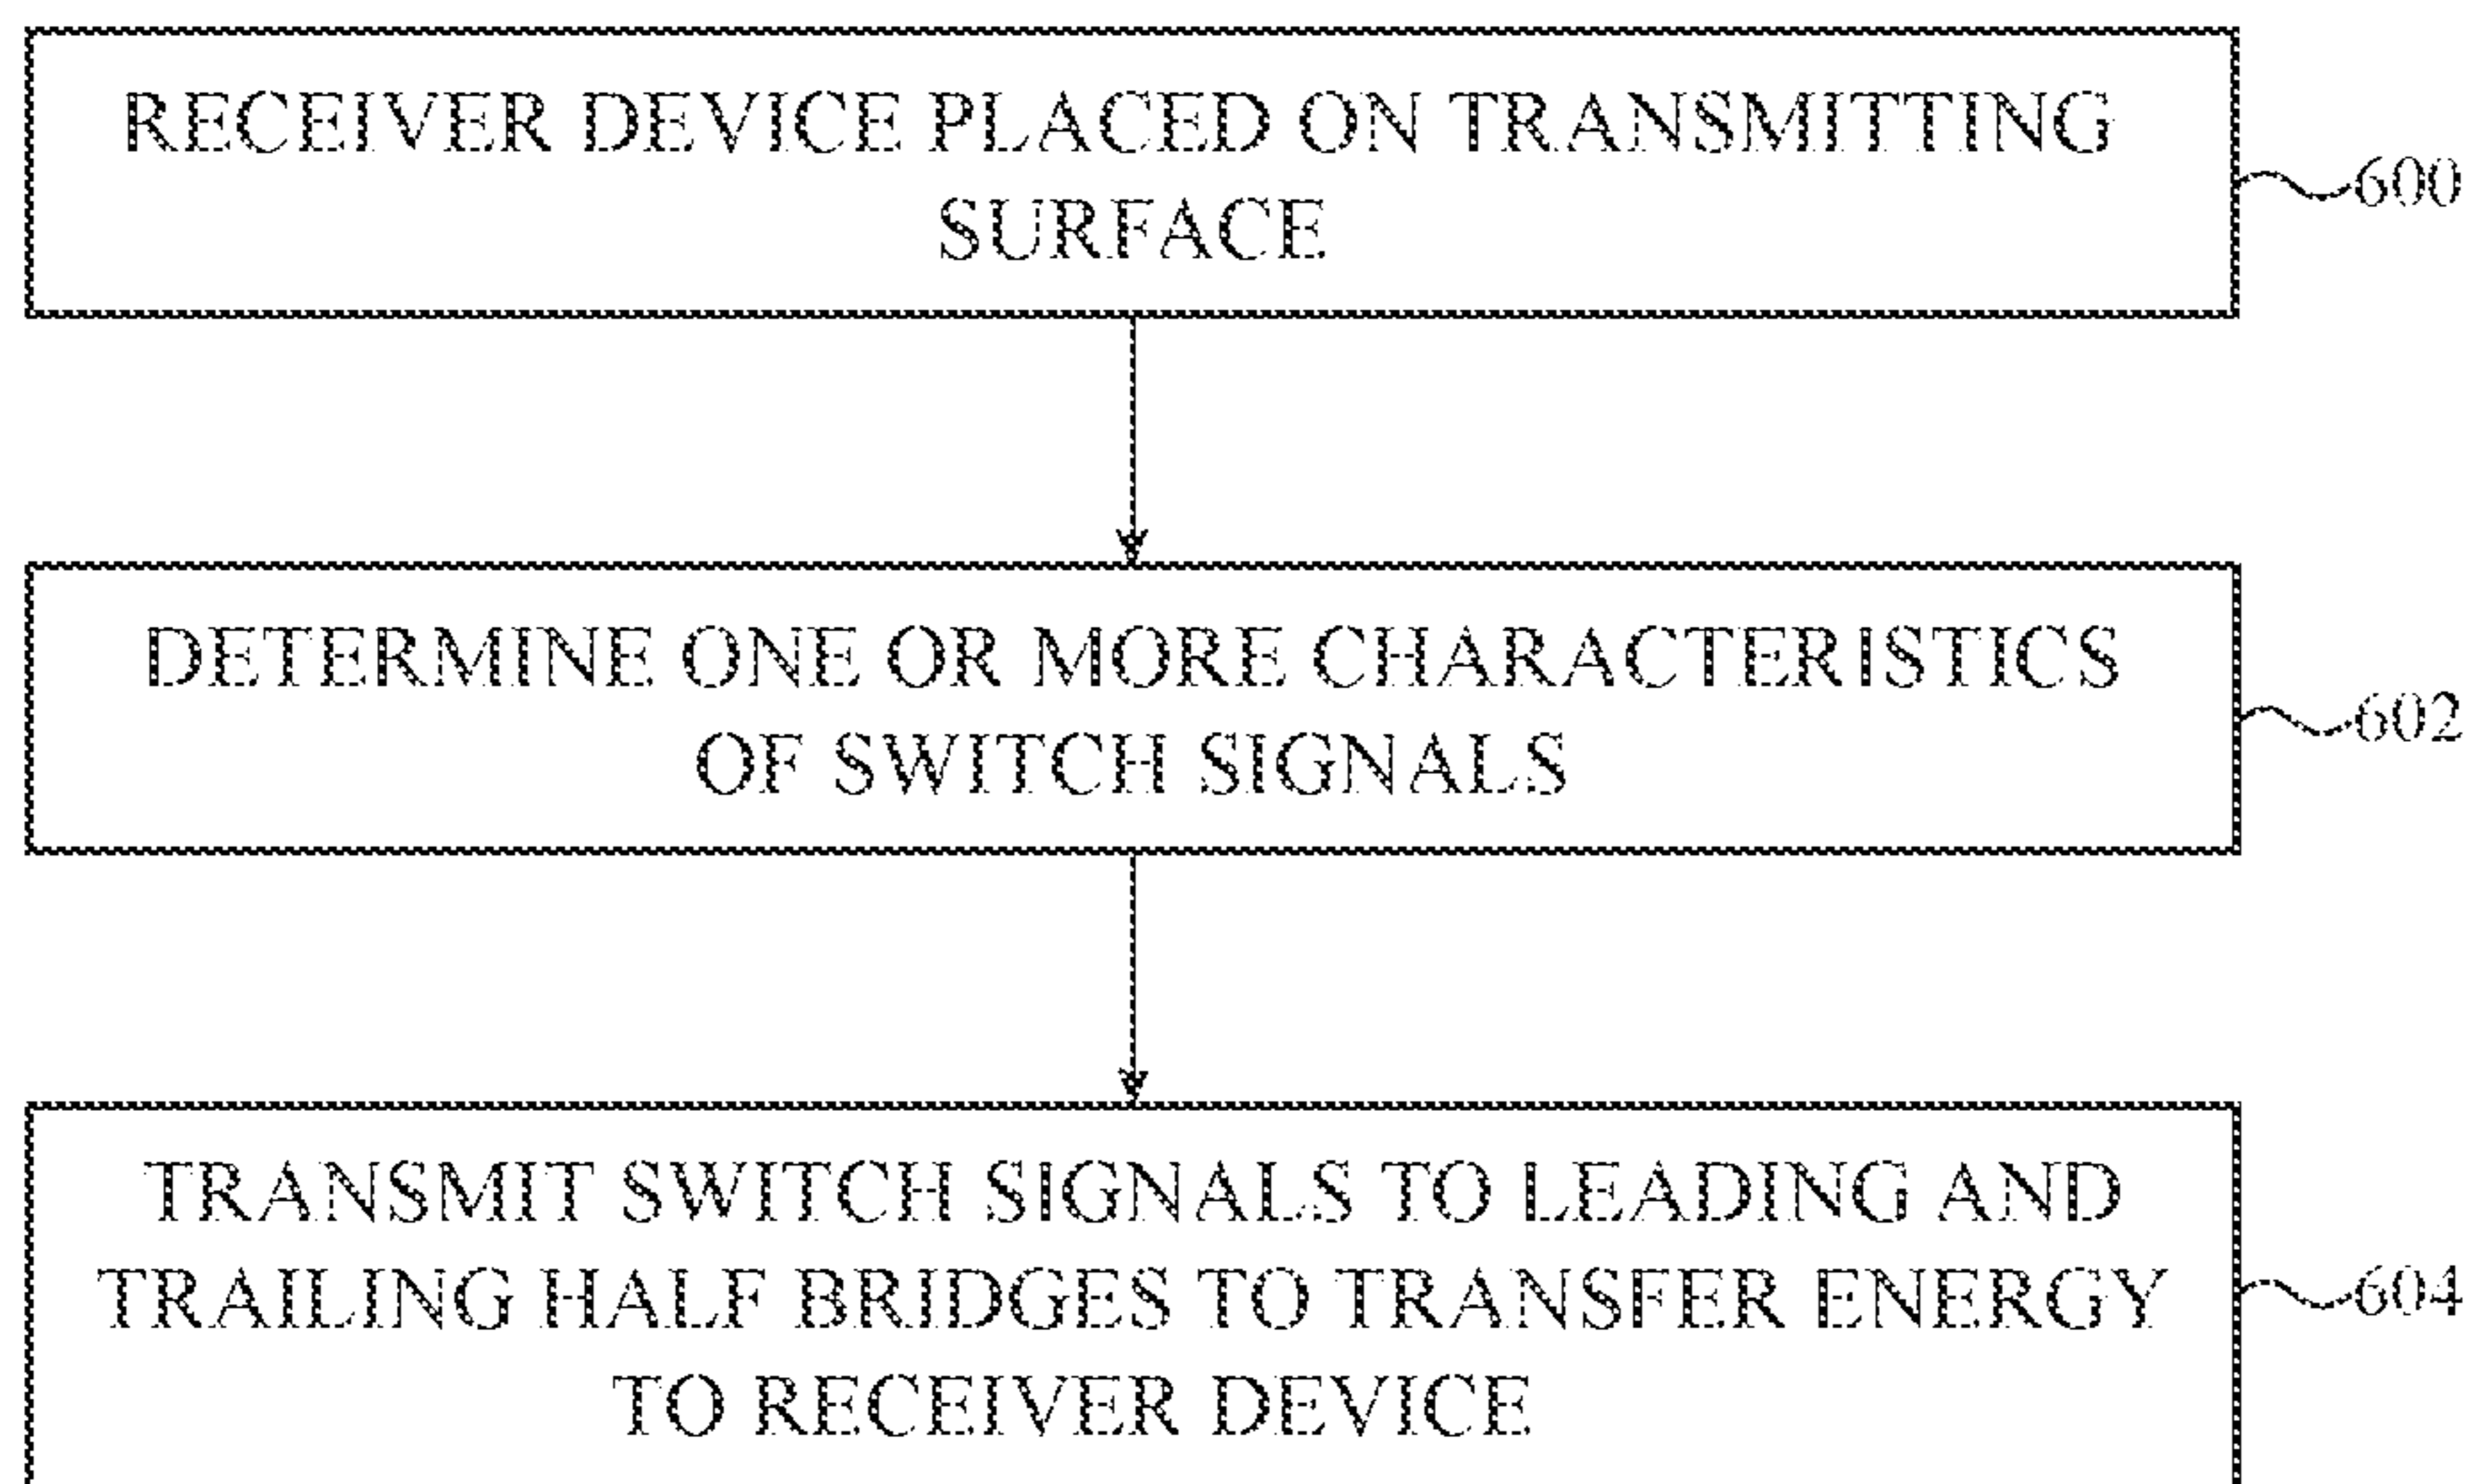 RECEIVER DEVICE PLACED ON TRANSMITTING
SURFACE
600
DETERMINE ONE OR MORE CHARACTERISTICS
OF SWITCH SIGNALS
602
TRANSMIT SWITCH SIGNALS TO LEADING AND
TRAILING HALF BRIDGES TO TRANSFER ENERGY
TO RECEIVER DEVICE
604